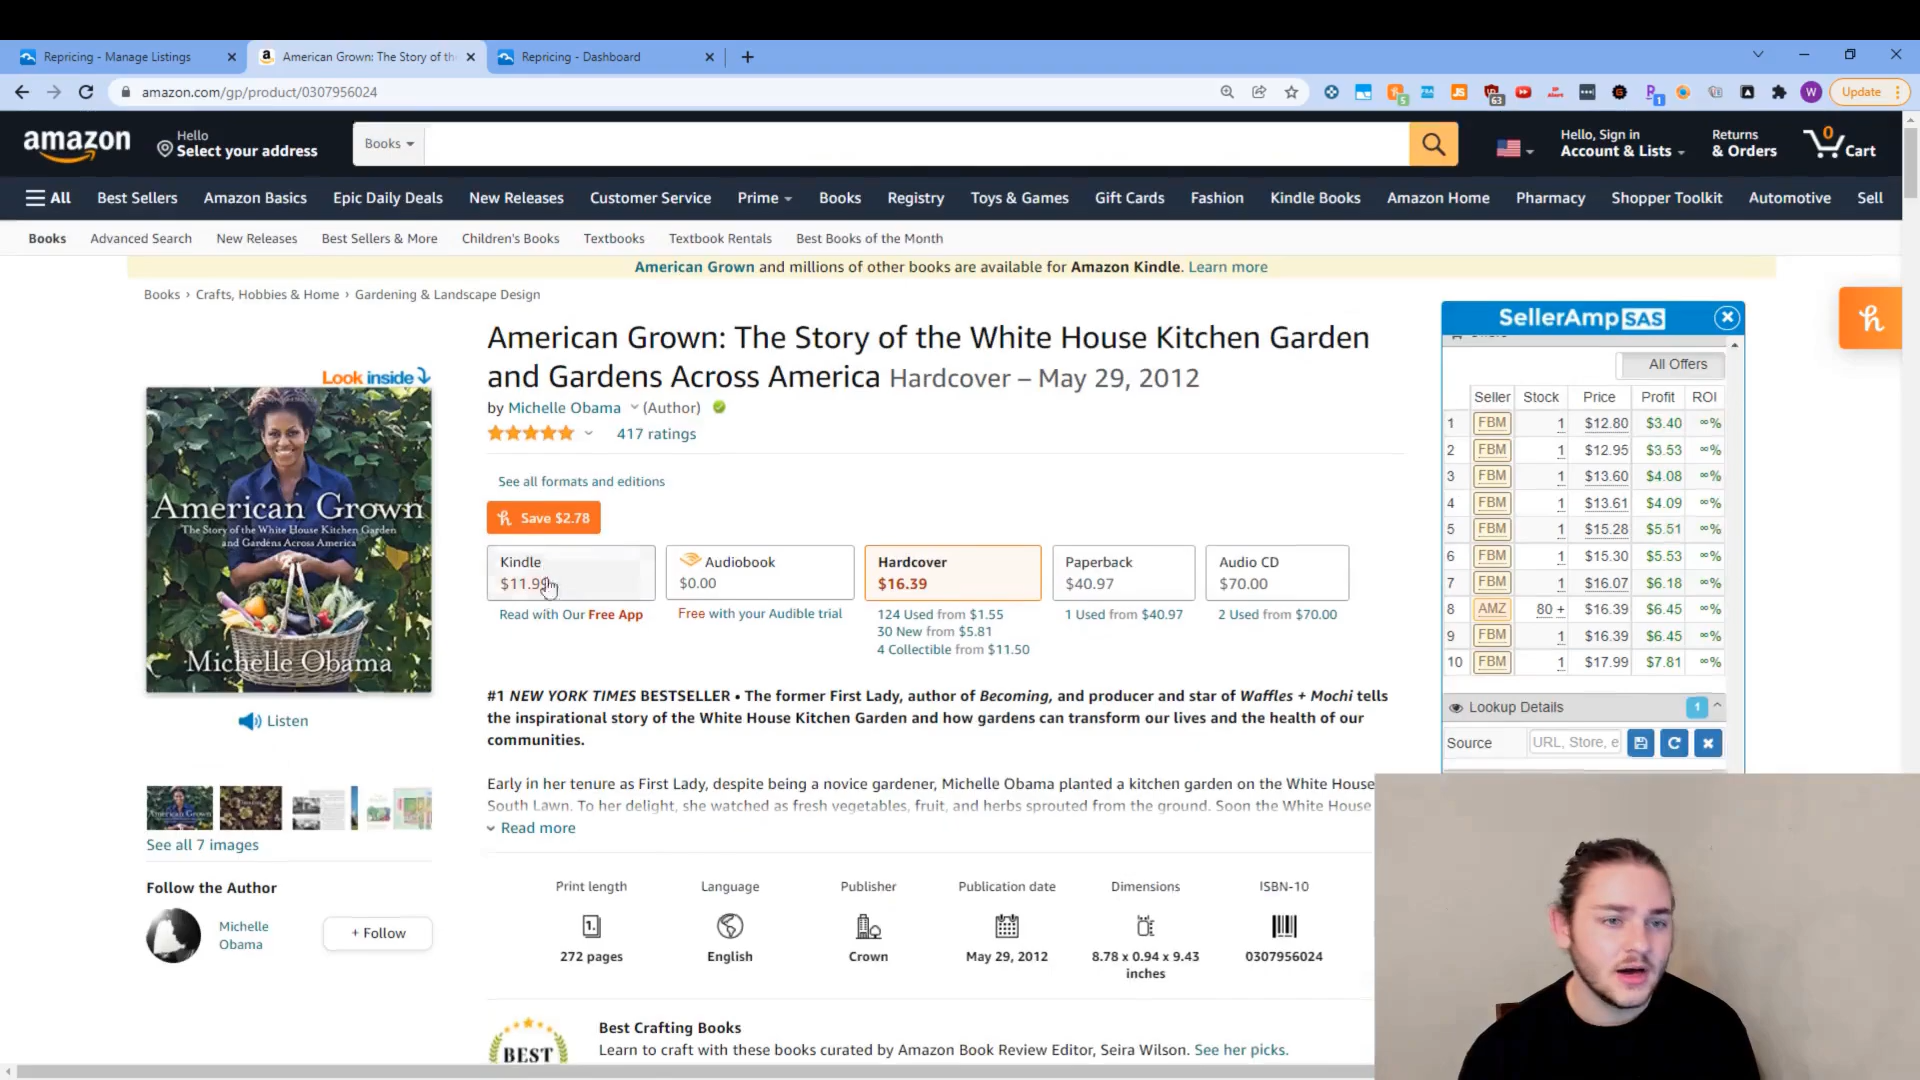 Repricing - Manage Listings
American Grown: The Story of th
Repricing - Dashboard
amazon.com/gp/product/0307956024
Update
amazon
Hello
Select your address
Books
Hello, Sign in
Account & Lists
Returns
& Orders
0
Cart
All
Best Sellers
Amazon Basics
Epic Daily Deals
New Releases
Customer Service
Prime
Books
Registry
Toys & Games
Gift Cards
Fashion
Kindle Books
Amazon Home
Pharmacy
Shopper Toolkit
Automotive
Sell
Books
Advanced Search
New Releases
Best Sellers & More
Children's Books
Textbooks
Textbook Rentals
Best Books of the Month
American Grown and millions of other books are available for Amazon Kindle. Learn more
Books › Crafts, Hobbies & Home › Gardening & Landscape Design
Look inside
American Grown
The Story of the White House Kitchen Garden
and Gardens Across America
Michelle Obama
Listen
See all 7 images
Follow the Author
Michelle
Obama
+ Follow
American Grown: The Story of the White House Kitchen Garden
and Gardens Across America Hardcover – May 29, 2012
by Michelle Obama (Author)
417 ratings
See all formats and editions
Save $2.78
Kindle
$11.99
Read with Our Free App
Audiobook
$0.00
Free with your Audible trial
Hardcover
$16.39
124 Used from $1.55
30 New from $5.81
4 Collectible from $11.50
Paperback
$40.97
1 Used from $40.97
Audio CD
$70.00
2 Used from $70.00
#1 NEW YORK TIMES BESTSELLER • The former First Lady, author of Becoming, and producer and star of Waffles + Mochi tells
the inspirational story of the White House Kitchen Garden and how gardens can transform our lives and the health of our
communities.
Early in her tenure as First Lady, despite being a novice gardener, Michelle Obama planted a kitchen garden on the White House
South Lawn. To her delight, she watched as fresh vegetables, fruit, and herbs sprouted from the ground. Soon the White House
Read more
Print length
272 pages
Language
English
Publisher
Crown
Publication date
May 29, 2012
Dimensions
8.78 x 0.94 x 9.43
inches
ISBN-10
0307956024
BEST
Best Crafting Books
Learn to craft with these books curated by Amazon Book Review Editor, Seira Wilson. See her picks.
SellerAmp SAS
All Offers
Seller Stock Price Profit ROI
1 FBM 1 $12.80 $3.40 ∞%
2 FBM 1 $12.95 $3.53 ∞%
3 FBM 1 $13.60 $4.08 ∞%
4 FBM 1 $13.61 $4.09 ∞%
5 FBM 1 $15.28 $5.51 ∞%
6 FBM 1 $15.30 $5.53 ∞%
7 FBM 1 $16.07 $6.18 ∞%
8 AMZ 80 + $16.39 $6.45 ∞%
9 FBM 1 $16.39 $6.45 ∞%
10 FBM 1 $17.99 $7.81 ∞%
Lookup Details
1
Source
URL, Store, e